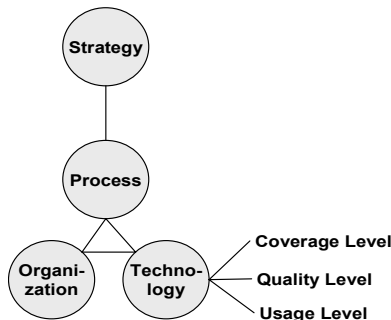 Strategy
Process
Organi-
zation
Techno-
logy
Coverage Level
Quality Level
Usage Level